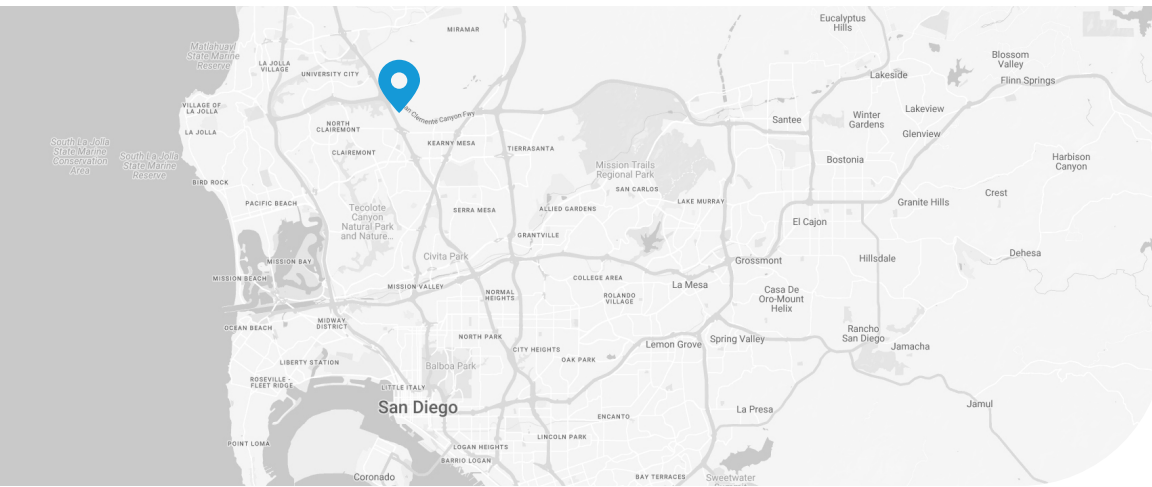 Eucalyptus
Hills
MIRAMAR
Matlahuayl
State Marine
Reserve
LA JOLLA
VILLAGE
UNIVERSITY CITY
Blossom
Valley
Lakeside
Flinn Springs
VILLAGE OF
LA JOLLA
Clemente Canyon Fwy
Lakeview
Winter
Gardens
Santee
NORTH
CLAIREMONT
LA JOLLA
Glenview
South La Jolla
State Marine
Conservation
Area
KEARNY MESA
TIERRASANTA
CLAIREMONT
South La Jolla
State Marine
Reserve
Bostonia
Harbison
Canyon
Mission Trails
Regional Park
BIRD ROCK
SAN CARLOS
Crest
PACIFIC BEACH
LAKE MURRAY
Granite Hills
Tecolote
Canyon
Natural Park
and Nature...
SERRA MESA
ALLIED GARDENS
El Cajon
GRANTVILLE
Dehesa
Civita Park
MISSION BAY
Grossmont
Hillsdale
MISSION BEACH
MISSION VALLEY
COLLEGE AREA
La Mesa
NORMAL
HEIGHTS
ROLANDO
VILLAGE
Casa De
Oro-Mount
Helix
OCEAN BEACH
MIDWAY
DISTRICT
Rancho
San Diego
NORTH PARK
CITY HEIGHTS
Lemon Grove
Spring Valley
Jamacha
OAK PARK
LIBERTY STATION
Balboa Park
ROSEVILLE -
FLEET RIDGE
LITTLE ITALY
San Diego
La Presa
Jamul
ENCANTO
LINCOLN PARK
POINT LOMA
LOGAN HEIGHTS
BARRIO LOGAN
Coronado
BAY TERRACES
Sweetwater